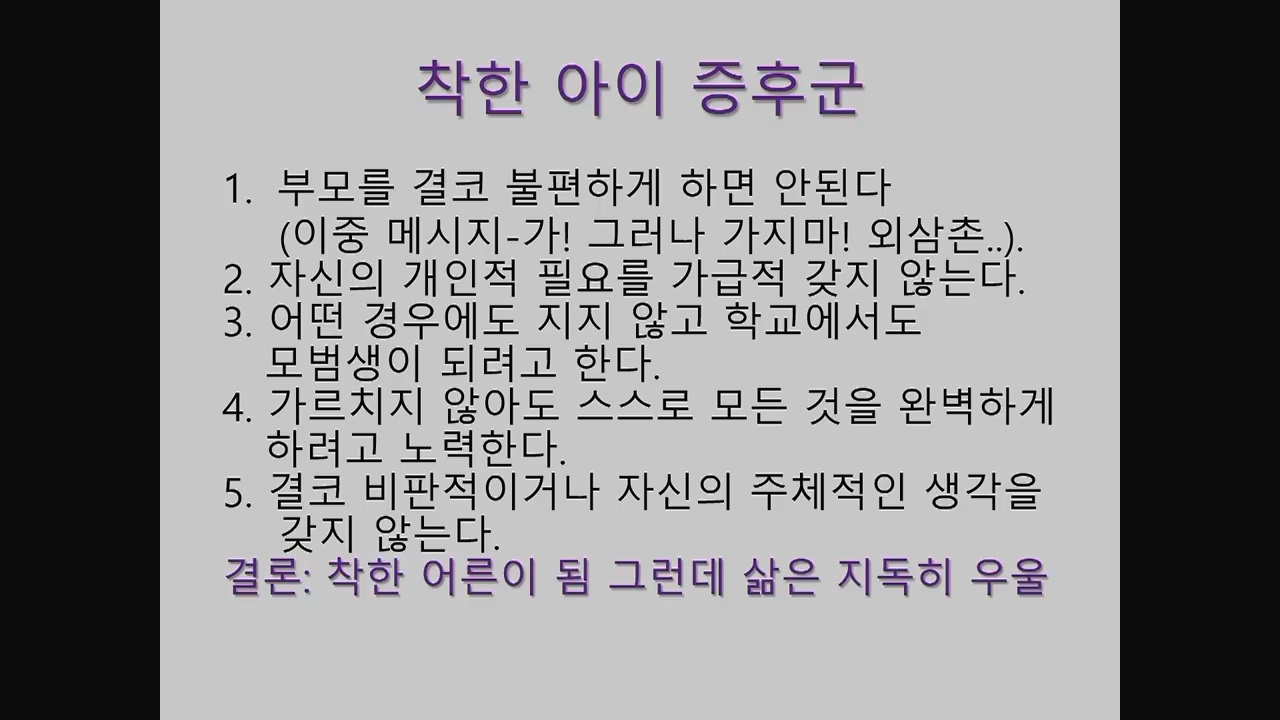 착한 아이 증후군
1. 부모를 결코 불편하게 하면 안된다
(이중 메시지-가! 그러나 가지마! 외삼촌..).
2. 자신의 개인적 필요를 가급적 갖지 않는다.
3. 어떤 경우에도 지지 않고 학교에서도
모범생이 되려고 한다.
4. 가르치지 않아도 스스로 모든 것을 완벽하게
하려고 노력한다.
5. 결코 비판적이거나 자신의 주체적인 생각을
갖지 않는다.
결론: 착한 어른이 됨 그런데 삶은 지독히 우울